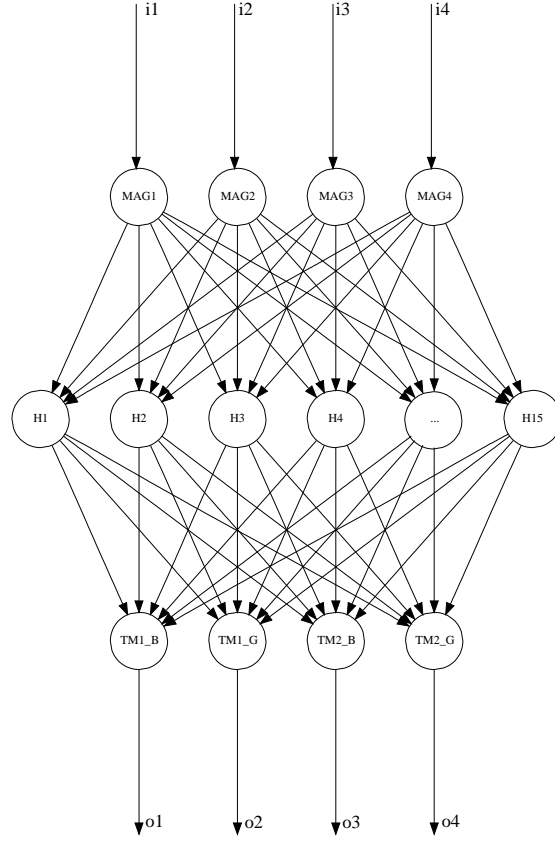 i1 i2 i3 i4
MAG1 MAG2 MAG3 MAG4
H1 H2 H3 H4 ... H15
TM1_B TM1_G TM2_B TM2_G
o1 o2 o3 o4